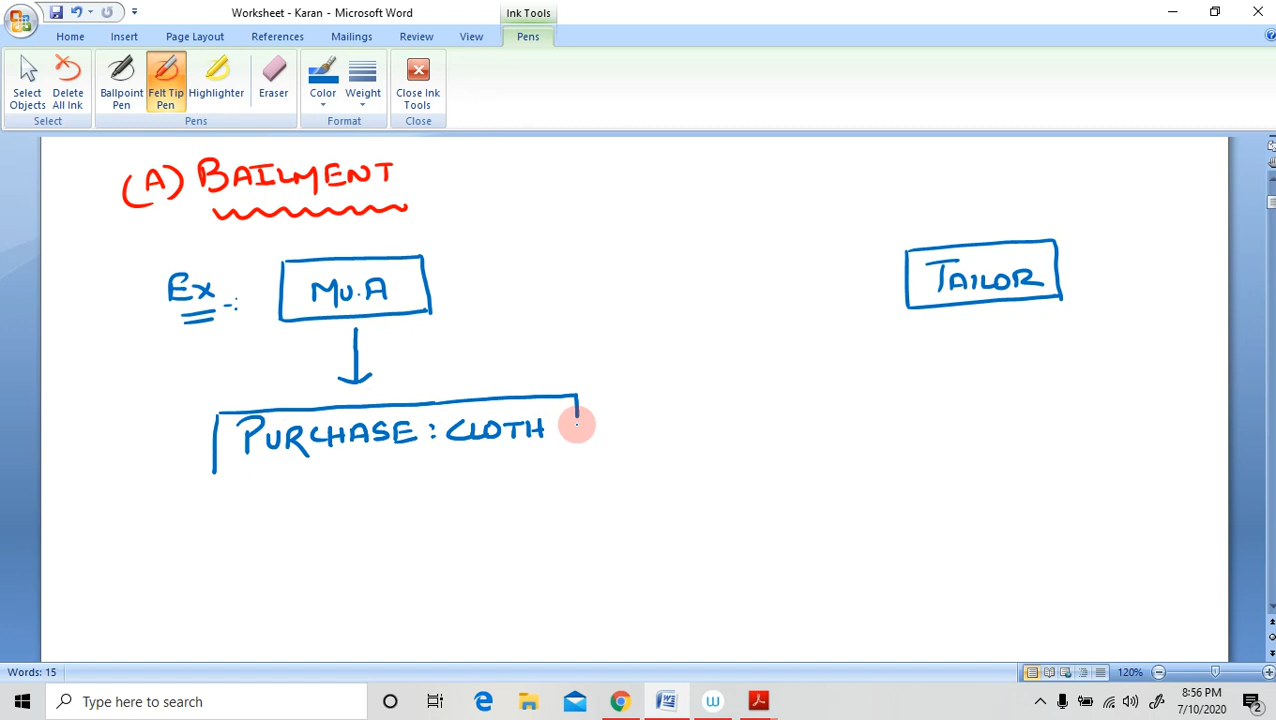 Worksheet - Karan - Microsoft Word
Ink Tools
Home
Insert
Page Layout
References
Mailings
Review
View
Pens
Select Objects
Delete All Ink
Ballpoint Pen
Felt Tip Pen
Highlighter
Eraser
Color
Weight
Close Ink Tools
Select
Pens
Format
Close
(A) BAILMENT
Ex -:
Mr. A
TAILOR
PURCHASE : CLOTH
Words: 15
120%
Type here to search
8:56 PM
7/10/2020
2